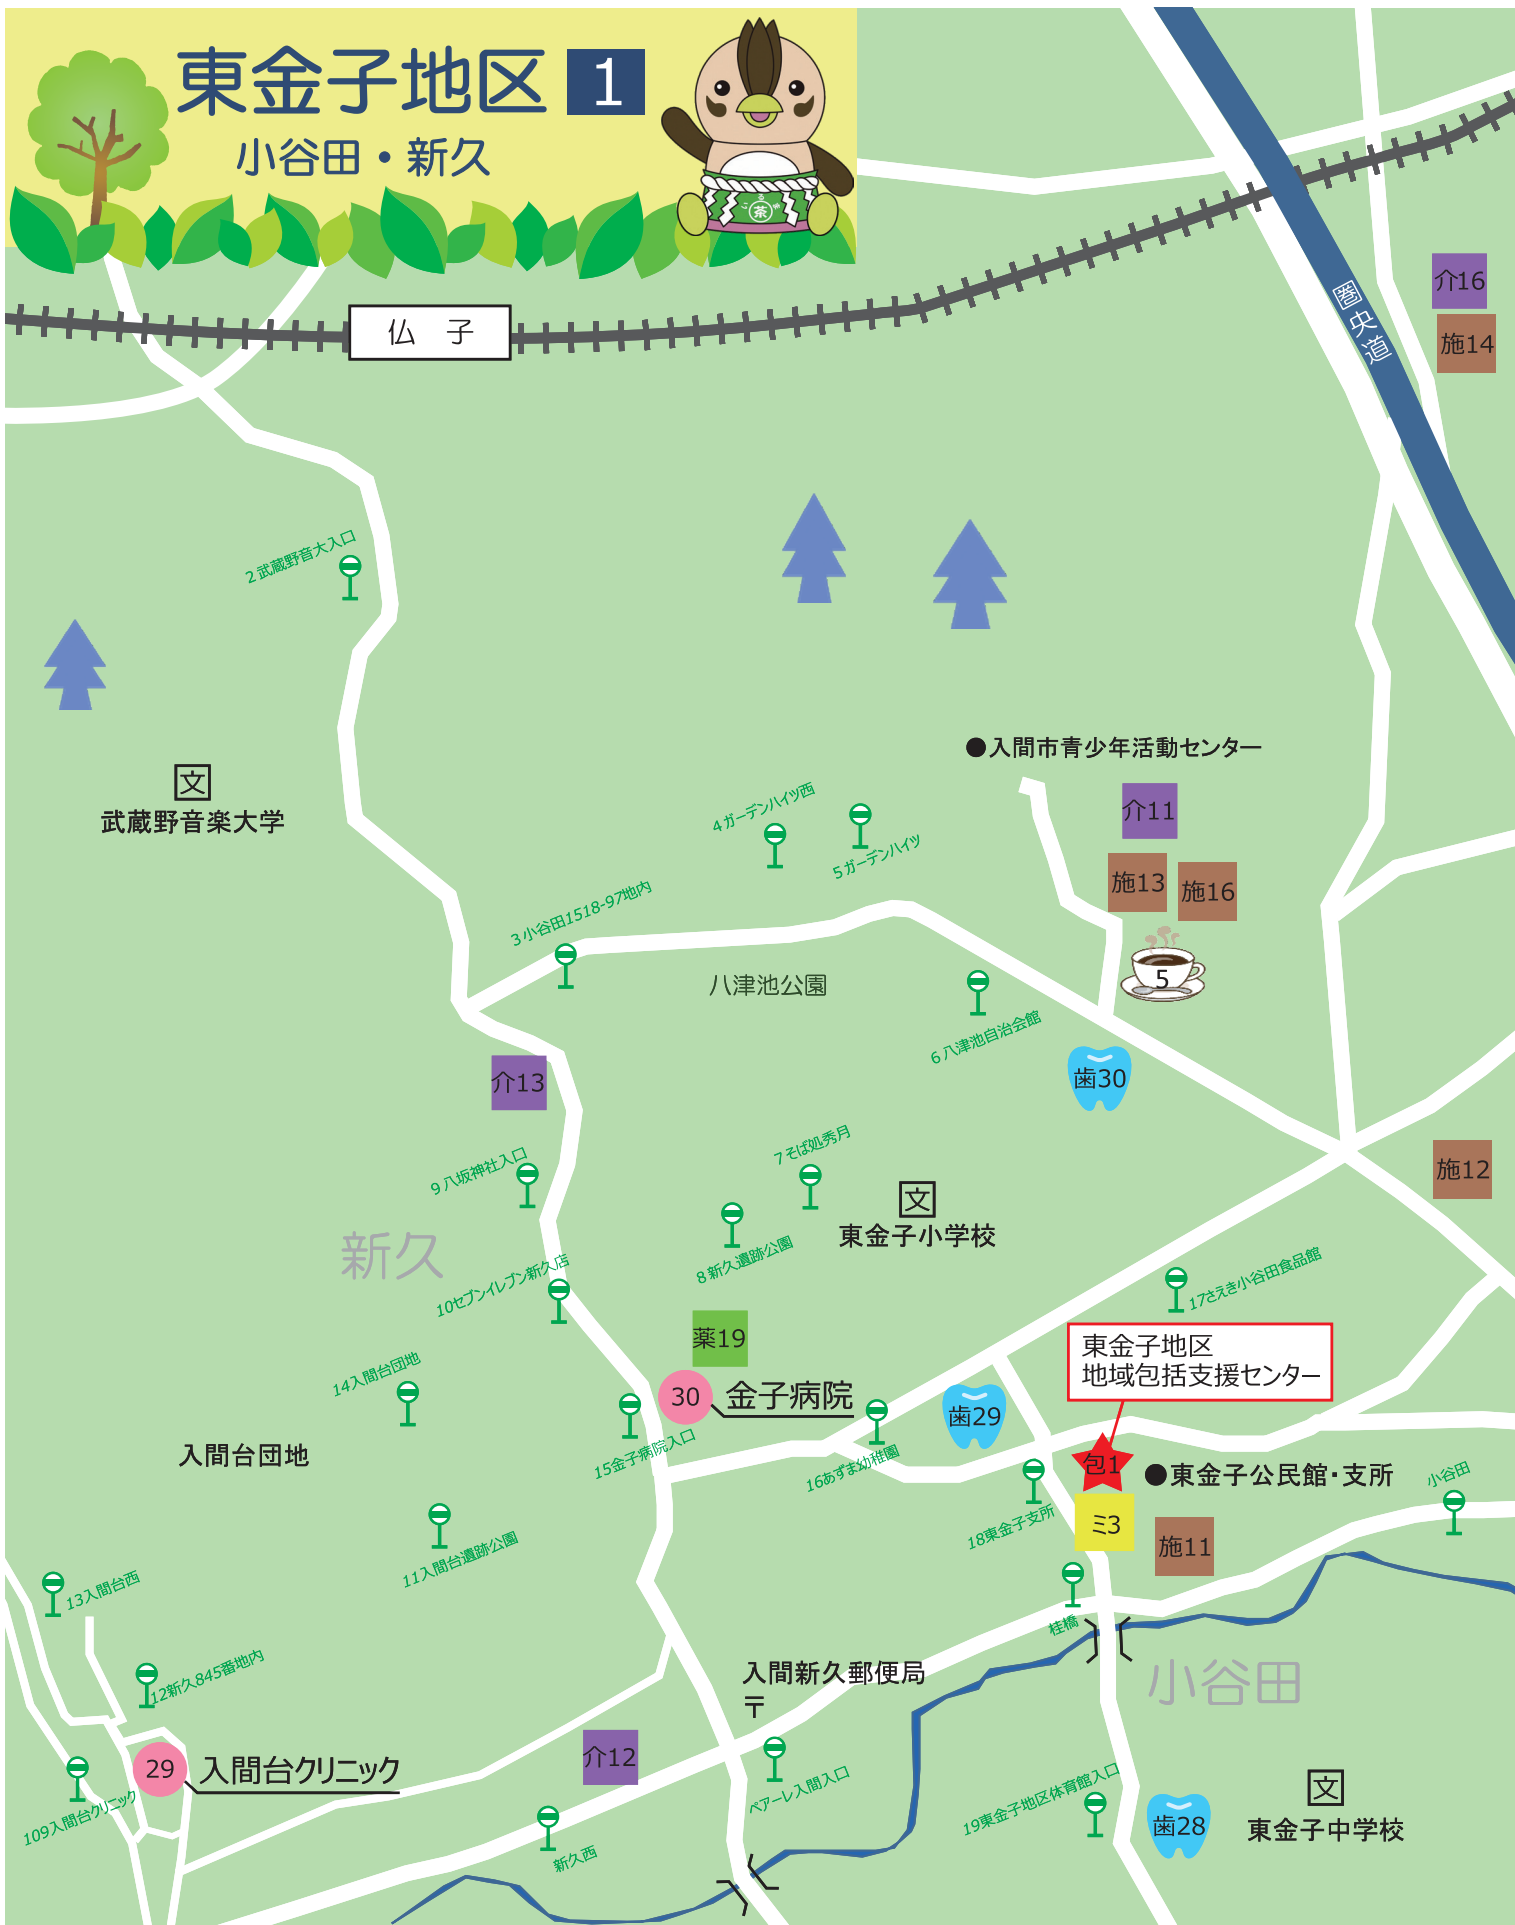 東金子地区 1
小谷田・新久
茶
圏央道
介16
施14
仏 子
2 武蔵野音大入口
●入間市青少年活動センター
文
武蔵野音楽大学
介11
4 ガーデンハイツ西
5 ガーデンハイツ
施13
施16
3 小谷田1518-97地内
八津池公園
5
6 八津池自治会館
歯30
介13
7 そば処秀月
施12
9 八坂神社入口
文
東金子小学校
新久
8 新久遺跡公園
10セブンイレブン新久店
17さえき小谷田食品館
薬19
東金子地区
地域包括支援センター
14入間台団地
30
金子病院
歯29
入間台団地
15金子病院入口
16あずま幼稚園
包1
●東金子公民館・支所
小谷田
18東金子支所
ミ3
施11
11入間台遺跡公園
13入間台西
桂橋
12新久845番地内
入間新久郵便局
〒
小谷田
介12
29
入間台クリニック
ペアーレ入間入口
19東金子地区体育館入口
文
109入間台クリニック
歯28
東金子中学校
新久西